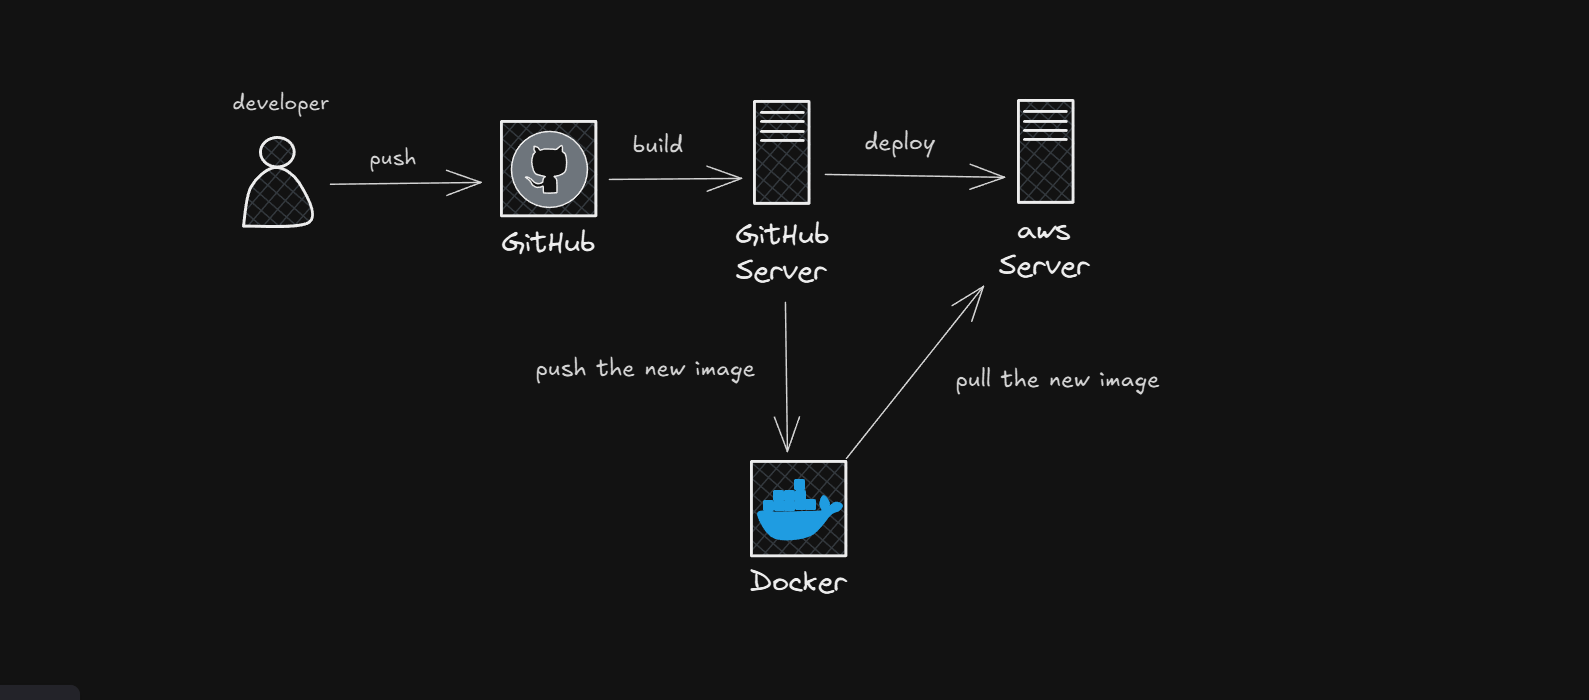 developer
push
build
deploy
GitHub
GitHub
Server
aws
Server
push the new image
pull the new image
Docker